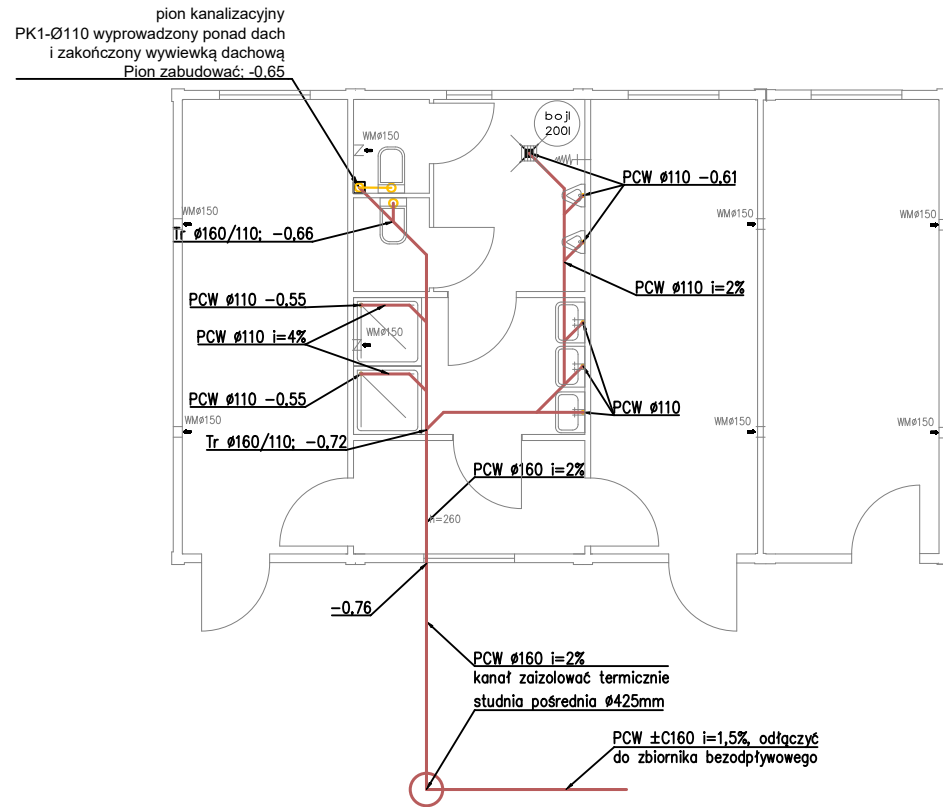 pion kanalizacyjny
PK1-Ø110 wyprowadzony ponad dach
i zakończony wywiewką dachową
Pion zabudować; -0,65
bojl
200l
WMø150
PCW ø110 -0,61
WMø150
WMø150
WMø150
Tr ø160/110; -0,66
PCW ø110 i=2%
PCW ø110 -0,55
PCW ø110 i=4%
WMø150
PCW ø110 -0,55
PCW ø110
WMø150
WMø150
WMø150
Tr ø160/110; -0,72
PCW ø160 i=2%
h=260
-0,76
PCW ø160 i=2%
kanał zaizolować termicznie
studnia pośrednia ø425mm
PCW ±C160 i=1,5%, odłączyć
do zbiornika bezodpływowego